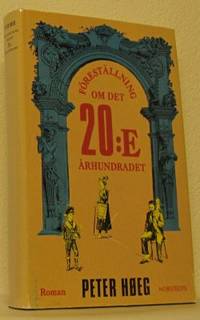 FÖRESTÄLLNING
OM DET
20:E
ÅRHUNDRADET
Roman
PETER HØEG
NORSTEDTS